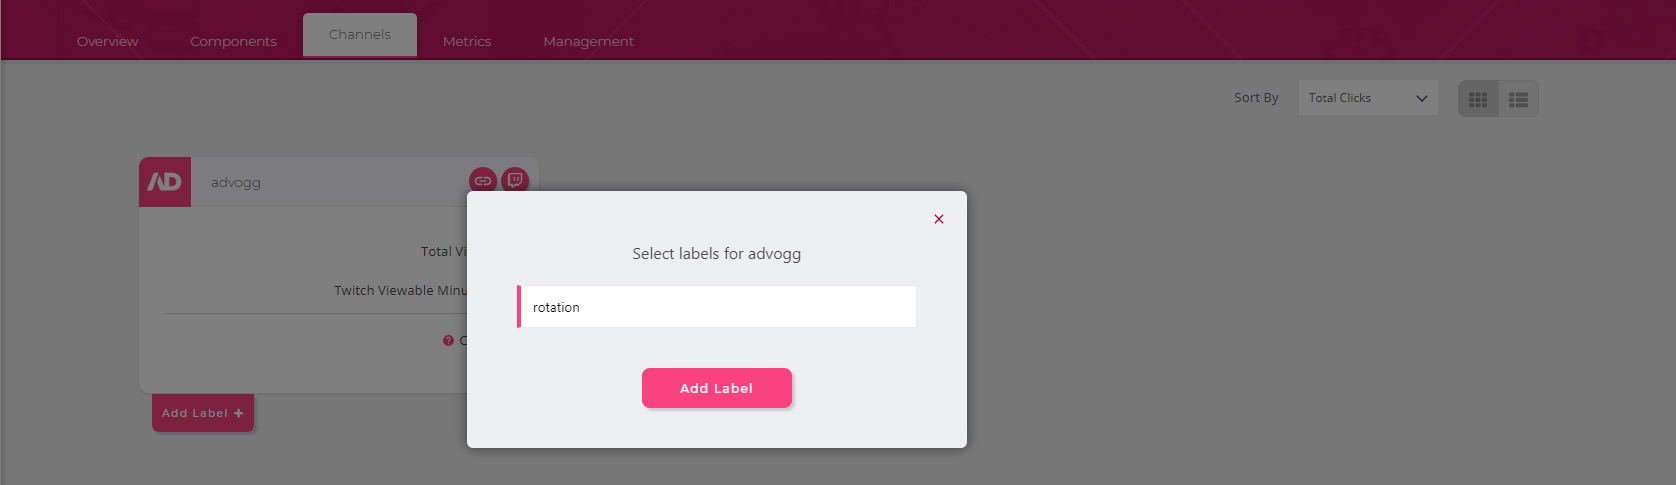 Overview Components Channels Metrics Management
Sort By Total Clicks
AD advogg
Select labels for advogg
Total Vi
Twitch Viewable Minu
rotation
?
Add Label
Add Label +